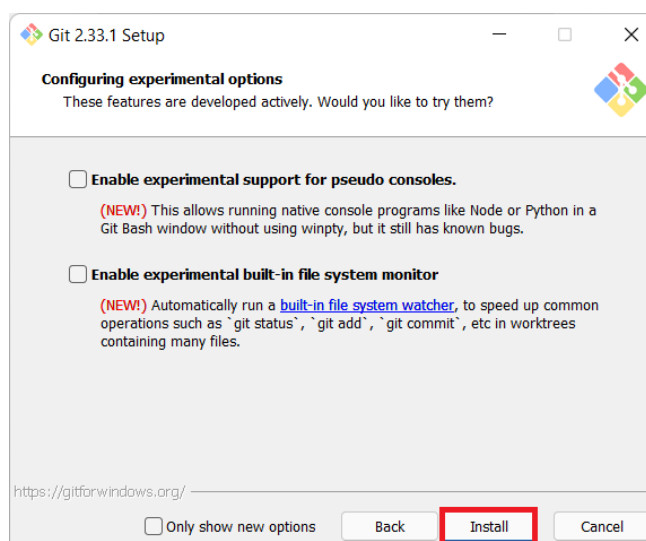 Git 2.33.1 Setup
Configuring experimental options
These features are developed actively. Would you like to try them?
Enable experimental support for pseudo consoles.
(NEW!) This allows running native console programs like Node or Python in a
Git Bash window without using winpty, but it still has known bugs.
Enable experimental built-in file system monitor
(NEW!) Automatically run a built-in file system watcher, to speed up common
operations such as `git status`, `git add`, `git commit`, etc in worktrees
containing many files.
https://gitforwindows.org/
Only show new options
Back
Install
Cancel